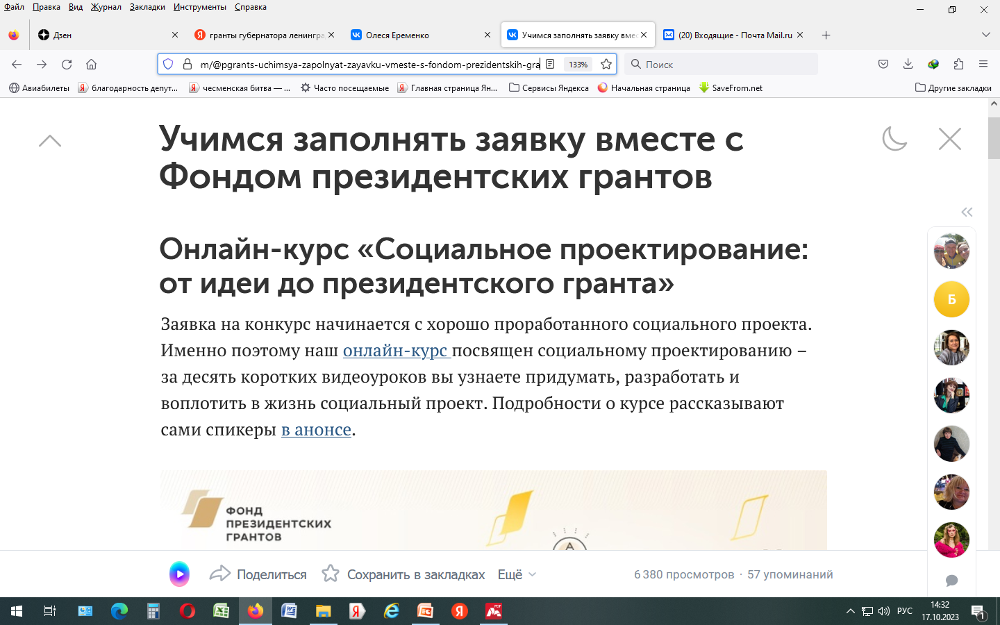 Файл Правка Вид Журнал Закладки Инструменты Справка
Дзен
гранты губернатора ленингра
Олеся Еременко
Учимся заполнять заявку вмес
(20) Входящие - Почта Mail.ru
m/@pgrants-uchimsya-zapolnyat-zayavku-vmeste-s-fondom-prezidentskih-gra
133%
Поиск
Авиабилеты
благодарность депут...
чесменская битва — ...
Часто посещаемые
Главная страница Ян...
Сервисы Яндекса
Начальная страница
SaveFrom.net
Другие закладки
Учимся заполнять заявку вместе с
Фондом президентских грантов
Онлайн-курс «Социальное проектирование:
от идеи до президентского гранта»
Б
Заявка на конкурс начинается с хорошо проработанного социального проекта.
Именно поэтому наш онлайн-курс посвящен социальному проектированию –
за десять коротких видеоуроков вы узнаете придумать, разработать и
воплотить в жизнь социальный проект. Подробности о курсе рассказывают
сами спикеры в анонсе.
ФОНД
ПРЕЗИДЕНТСКИХ
ГРАНТОВ
А
Поделиться
Сохранить в закладках
Ещё
6 380 просмотров · 57 упоминаний
РУС
14:32
17.10.2023
1